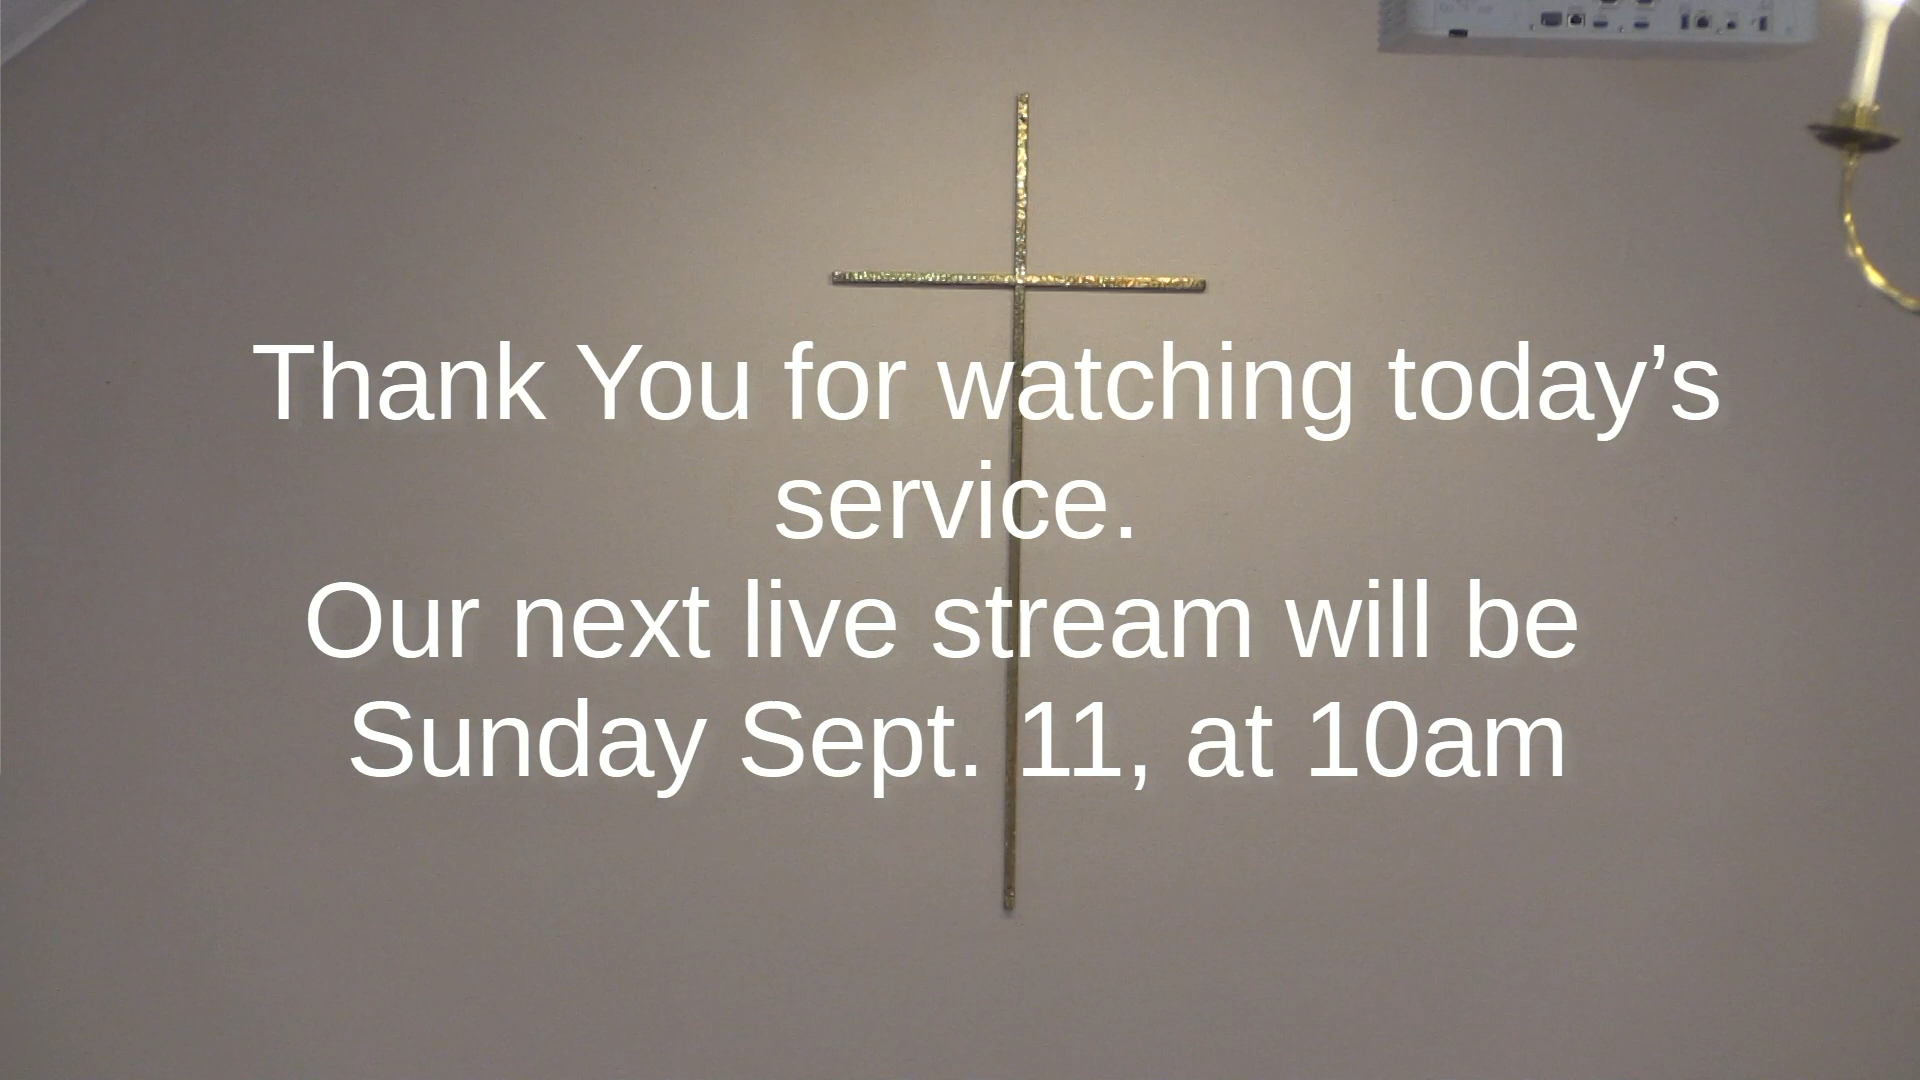 Thank You for watching today’s
service.
Our next live stream will be
Sunday Sept. 11, at 10am